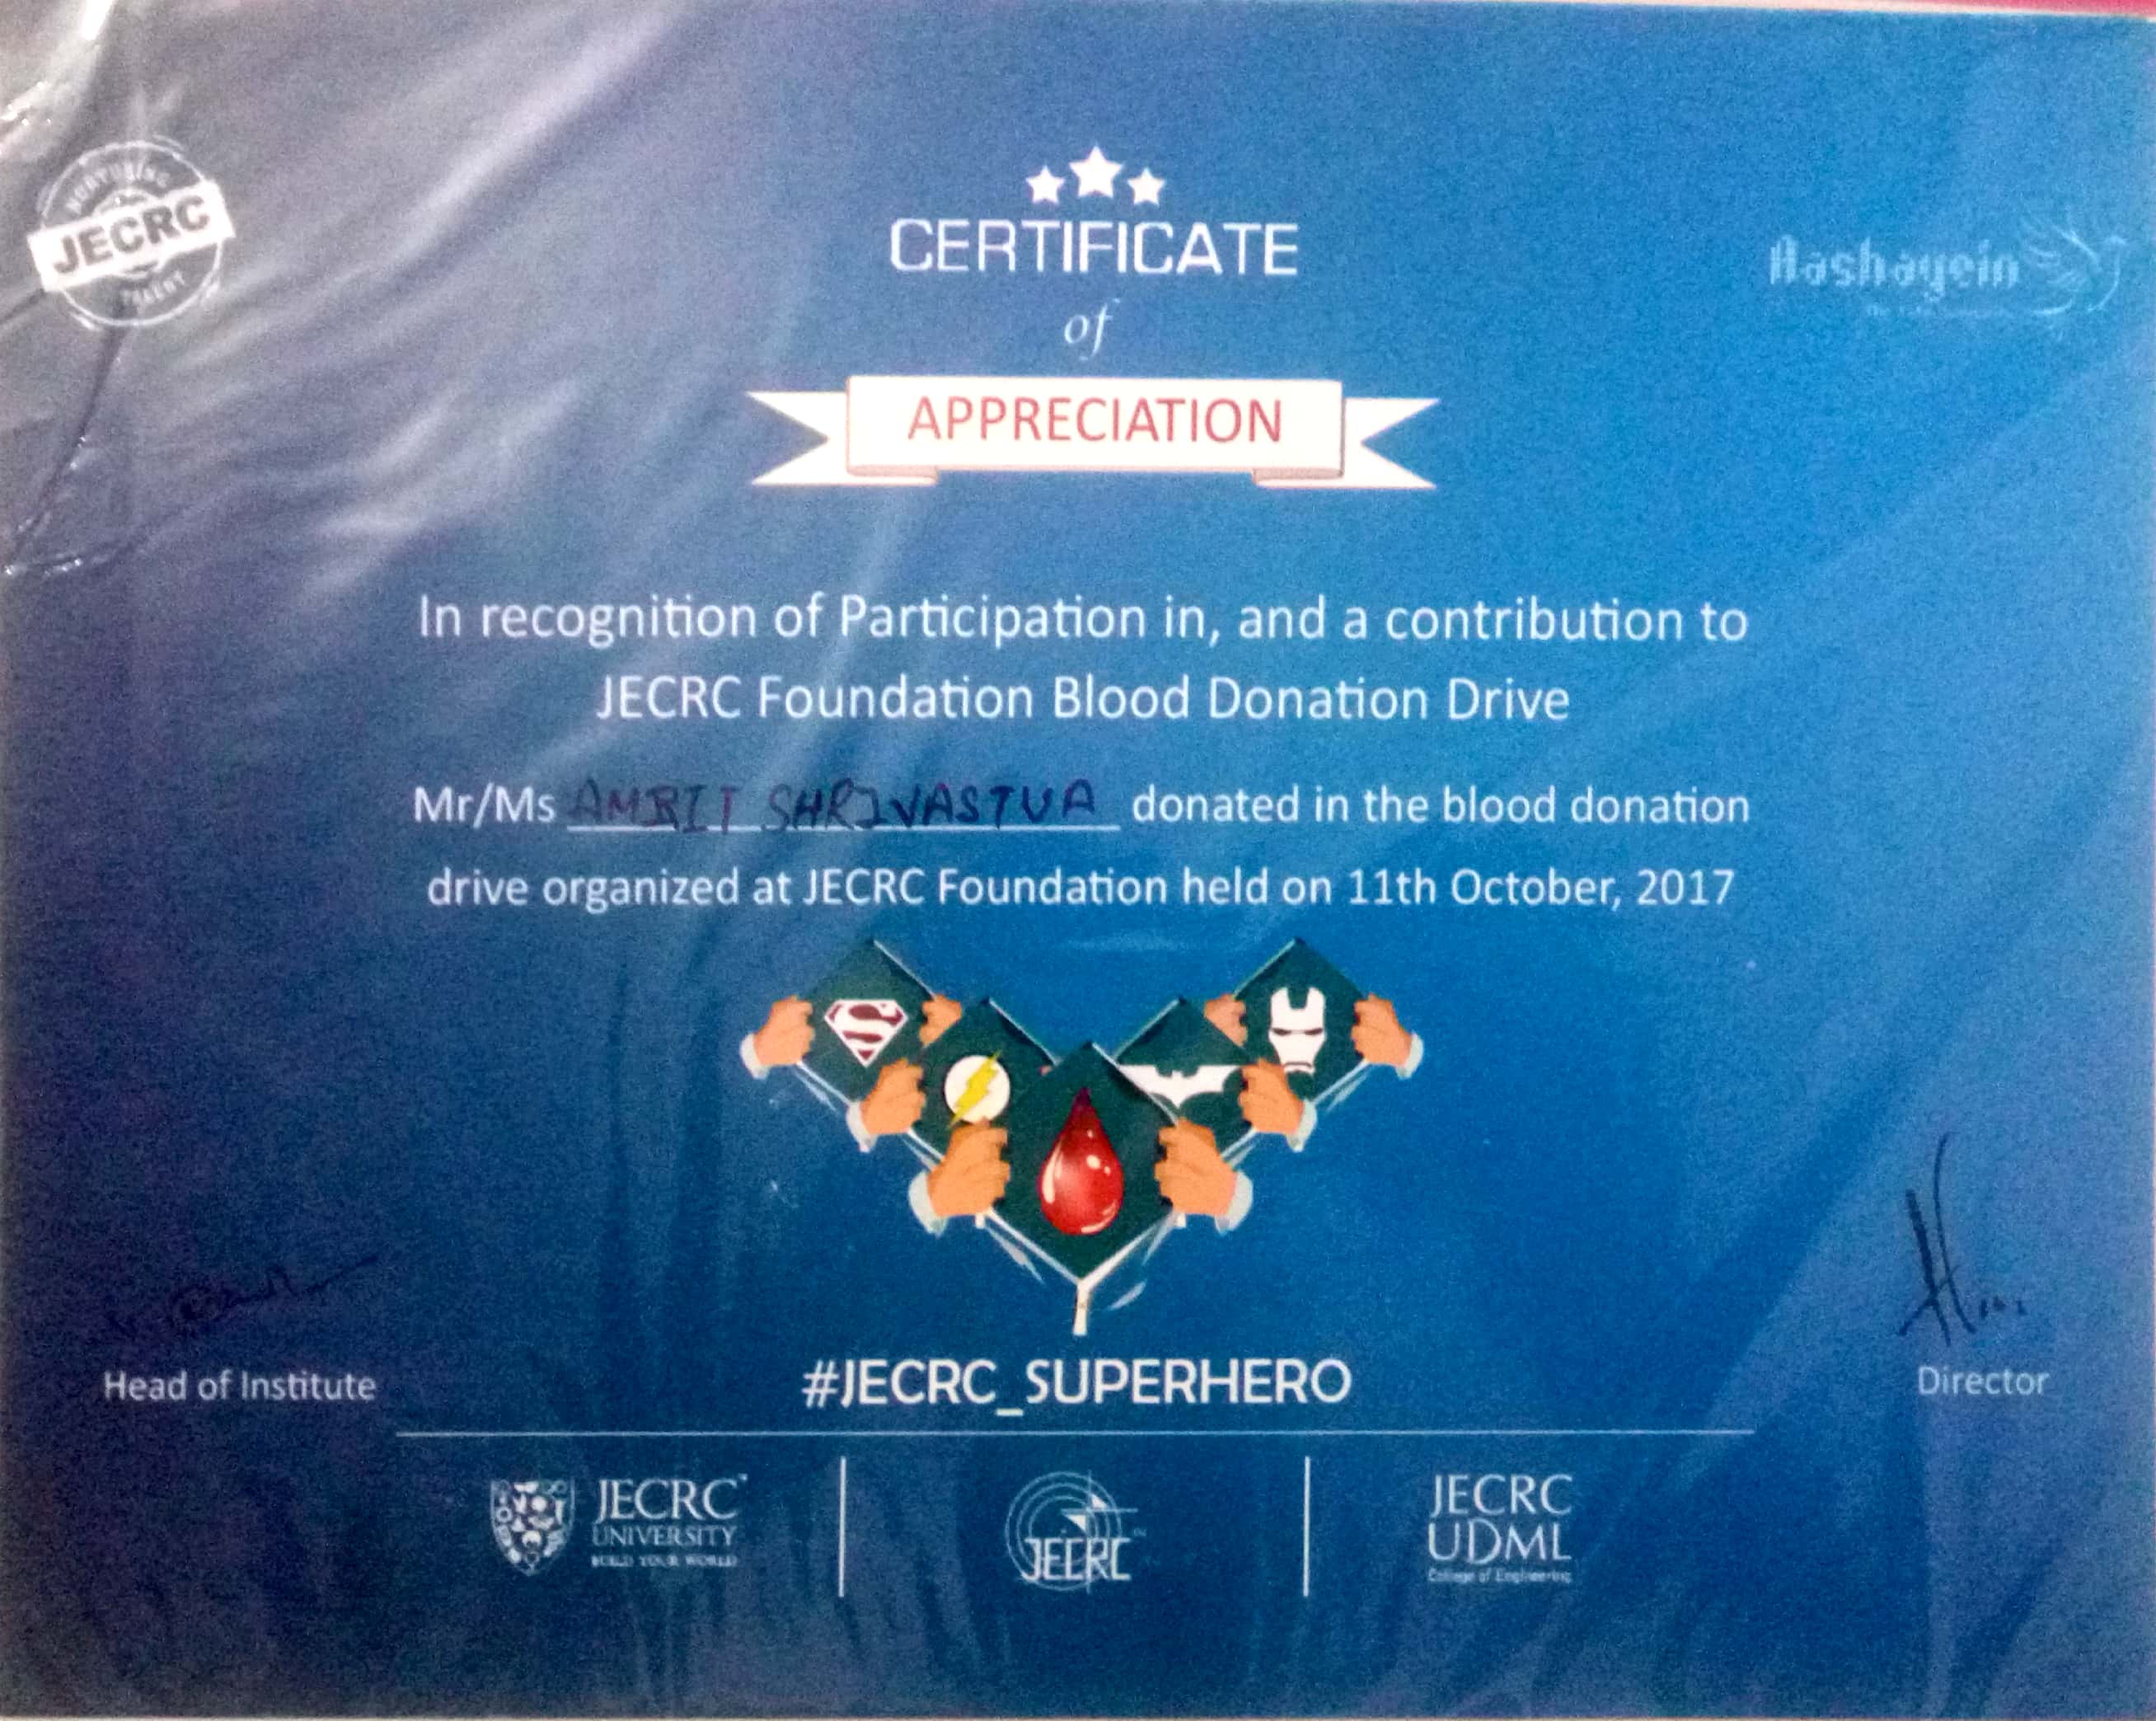 NURTURING
JECRC
TALENT
Aashayein
CERTIFICATE
of
APPRECIATION
In recognition of Participation in, and a contribution to
JECRC Foundation Blood Donation Drive
Mr/Ms AMRIT SHRIVASTVA donated in the blood donation
drive organized at JECRC Foundation held on 11th October, 2017
Head of Institute
#JECRC_SUPERHERO
Director
JECRC™
UNIVERSITY
BUILD YOUR WORLD
JECRC
JECRC
UDML
College of Engineering